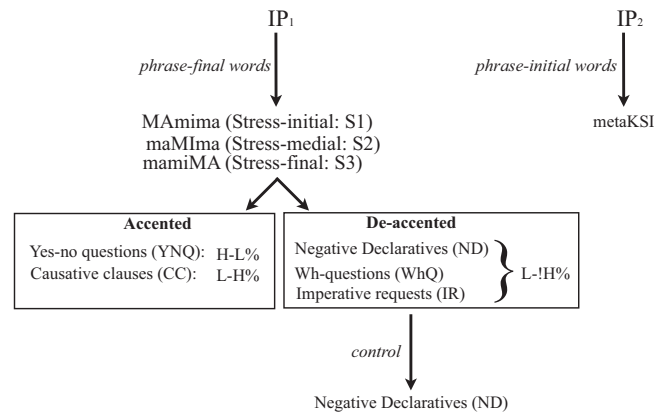 IP1 IP2
phrase-final words phrase-initial words
MAmima (Stress-initial: S1) metaKSI
maMIma (Stress-medial: S2)
mamiMA (Stress-final: S3)
Accented De-accented
Yes-no questions (YNQ): H-L%
Causative clauses (CC): L-H%
Negative Declaratives (ND)
Wh-questions (WhQ) L-!H%
Imperative requests (IR)
control
Negative Declaratives (ND)